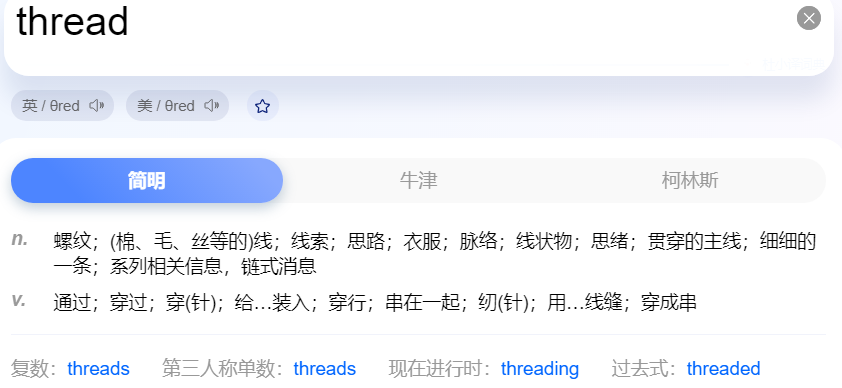 thread
英 / θred 美 / θred
简明 牛津 柯林斯
n. 螺纹；(棉、毛、丝等的)线；线索；思路；衣服；脉络；线状物；思绪；贯穿的主线；细细的
一条；系列相关信息，链式消息
v. 通过；穿过；穿(针)；给…装入；穿行；串在一起；纫(针)；用…线缝；穿成串
复数：threads 第三人称单数：threads 现在进行时：threading 过去式：threaded